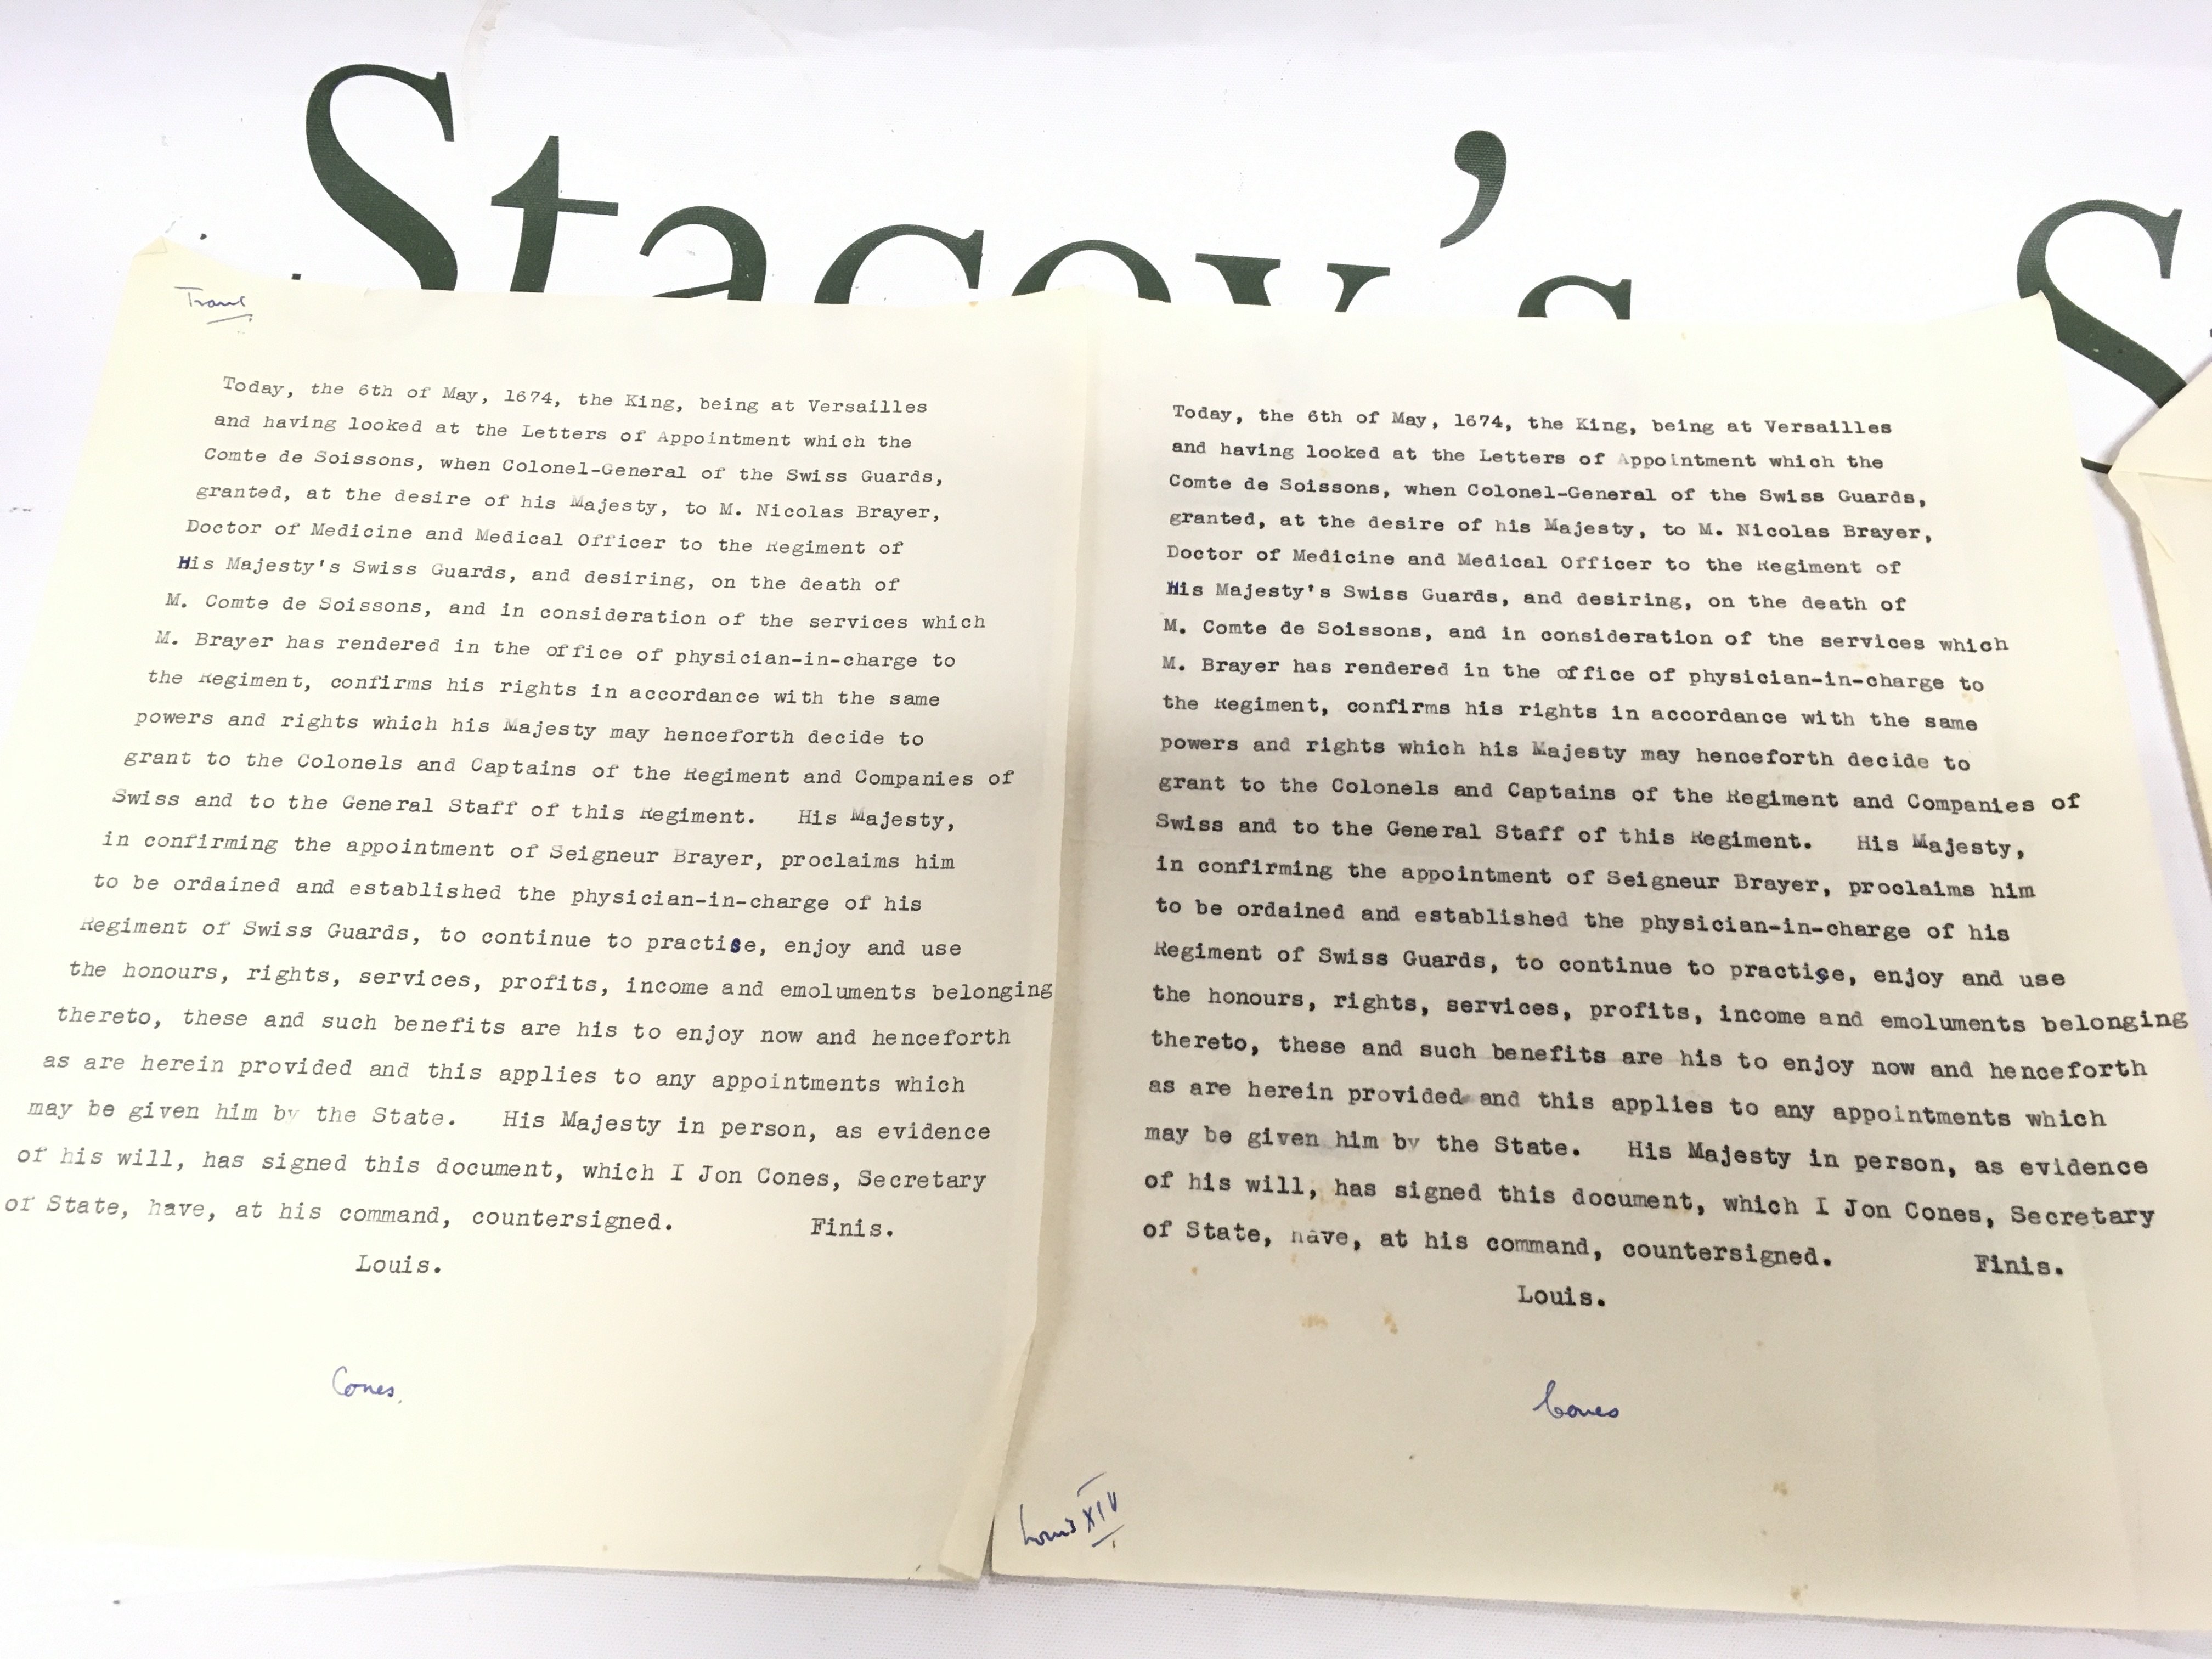 Stacey's S
Trans
Today, the 6th of May, 1674, the King, being at Versailles
and having looked at the Letters of Appointment which the
Comte de Soissons, when Colonel-General of the Swiss Guards,
granted, at the desire of his Majesty, to M. Nicolas Brayer,
Doctor of Medicine and Medical Officer to the Regiment of
His Majesty's Swiss Guards, and desiring, on the death of
M. Comte de Soissons, and in consideration of the services which
M. Brayer has rendered in the office of physician-in-charge to
the Regiment, confirms his rights in accordance with the same
powers and rights which his Majesty may henceforth decide to
grant to the Colonels and Captains of the Regiment and Companies of
Swiss and to the General Staff of this Regiment. His Majesty,
in confirming the appointment of Seigneur Brayer, proclaims him
to be ordained and established the physician-in-charge of his
Regiment of Swiss Guards, to continue to practise, enjoy and use
the honours, rights, services, profits, income and emoluments belonging
thereto, these and such benefits are his to enjoy now and henceforth
as are herein provided and this applies to any appointments which
may be given him by the State. His Majesty in person, as evidence
of his will, has signed this document, which I Jon Cones, Secretary
of State, have, at his command, countersigned. Finis.
Louis.
Cones.
Today, the 6th of May, 1674, the King, being at Versailles
and having looked at the Letters of Appointment which the
Comte de Soissons, when Colonel-General of the Swiss Guards,
granted, at the desire of his Majesty, to M. Nicolas Brayer,
Doctor of Medicine and Medical Officer to the Regiment of
His Majesty's Swiss Guards, and desiring, on the death of
M. Comte de Soissons, and in consideration of the services which
M. Brayer has rendered in the office of physician-in-charge to
the Regiment, confirms his rights in accordance with the same
powers and rights which his Majesty may henceforth decide to
grant to the Colonels and Captains of the Regiment and Companies of
Swiss and to the General Staff of this Regiment. His Majesty,
in confirming the appointment of Seigneur Brayer, proclaims him
to be ordained and established the physician-in-charge of his
Regiment of Swiss Guards, to continue to practise, enjoy and use
the honours, rights, services, profits, income and emoluments belonging
thereto, these and such benefits are his to enjoy now and henceforth
as are herein provided and this applies to any appointments which
may be given him by the State. His Majesty in person, as evidence
of his will, has signed this document, which I Jon Cones, Secretary
of State, have, at his command, countersigned. Finis.
Louis.
Cones
Louis XIV